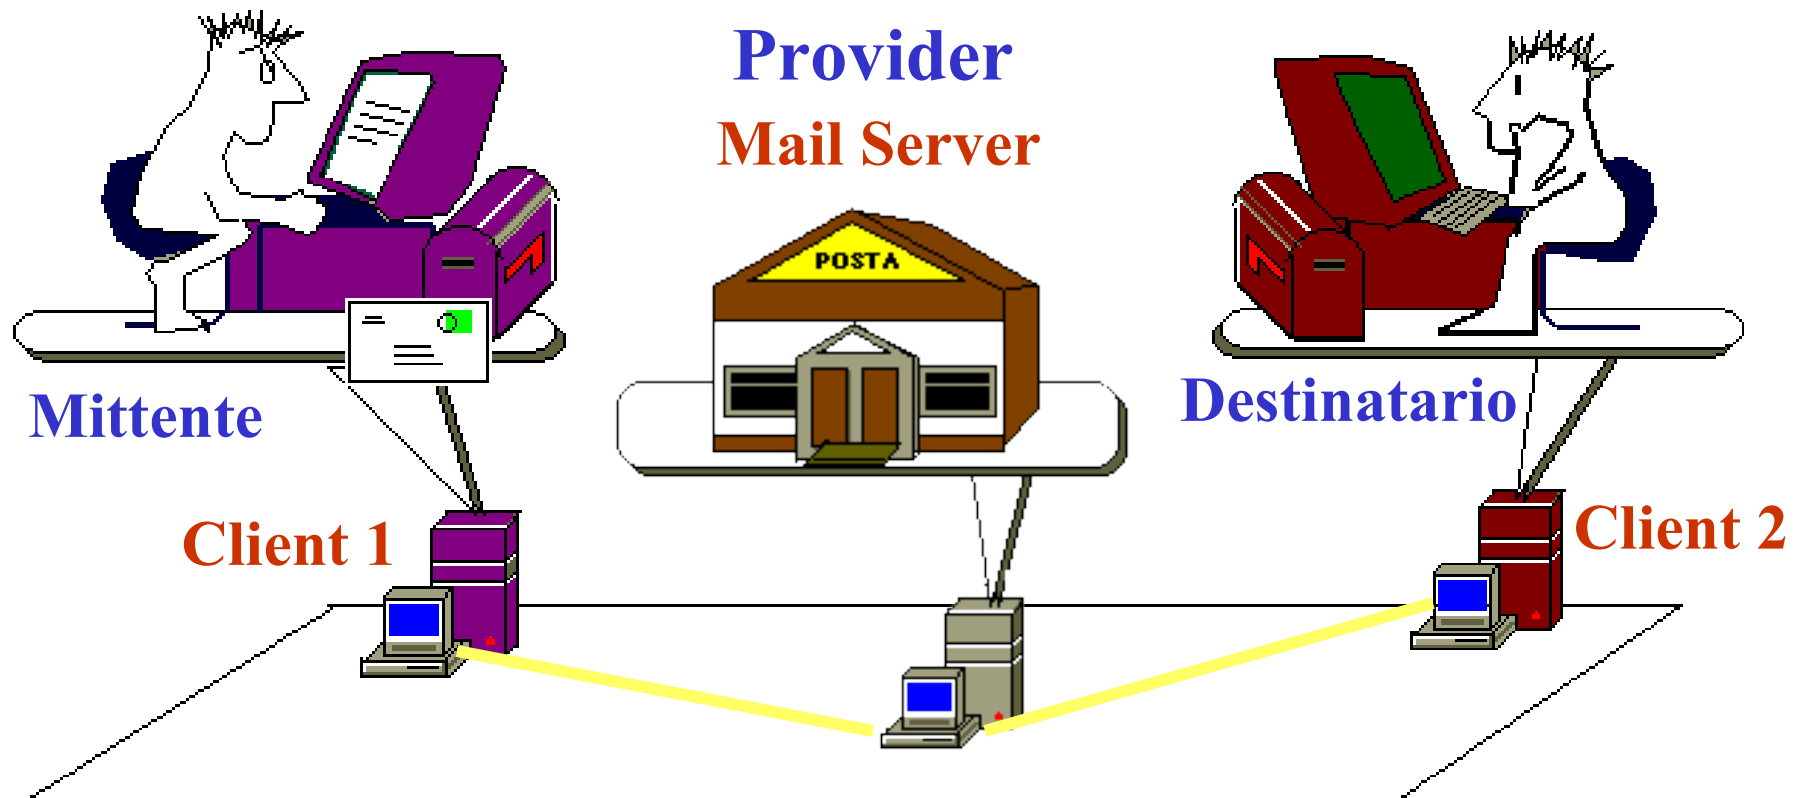 Provider
Mail Server
POSTA
Mittente
Destinatario
Client 1
Client 2